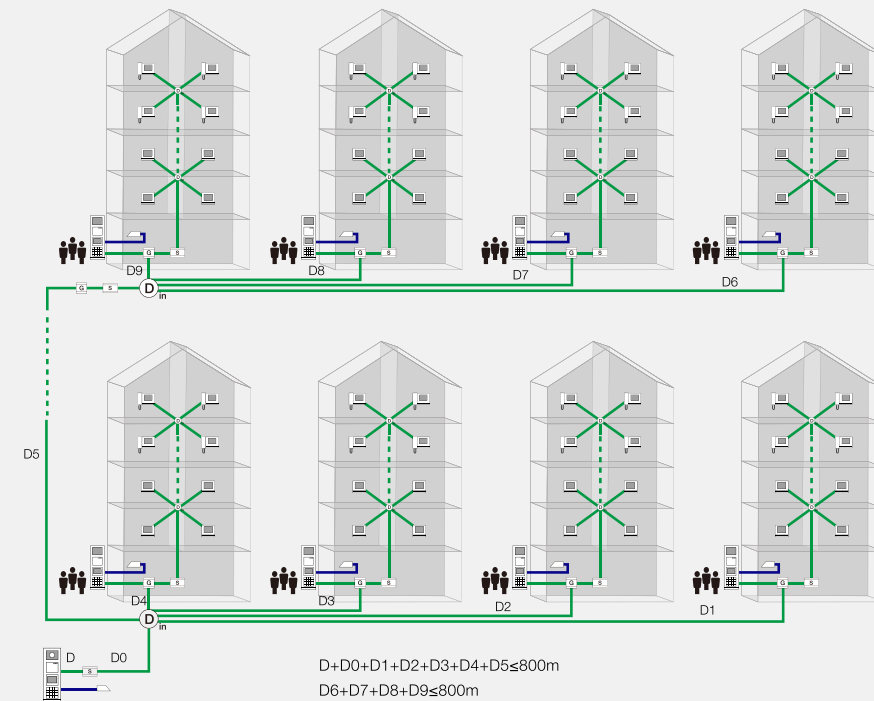 D D D D
D D D D
G S G S G S G S
D9 D8 D7 D6
G S D in
D D D D
D5
D D D D
G S G S G S G S
D4 D3 D2 D1
D in
D S D0
D+D0+D1+D2+D3+D4+D5≤800m
D6+D7+D8+D9≤800m